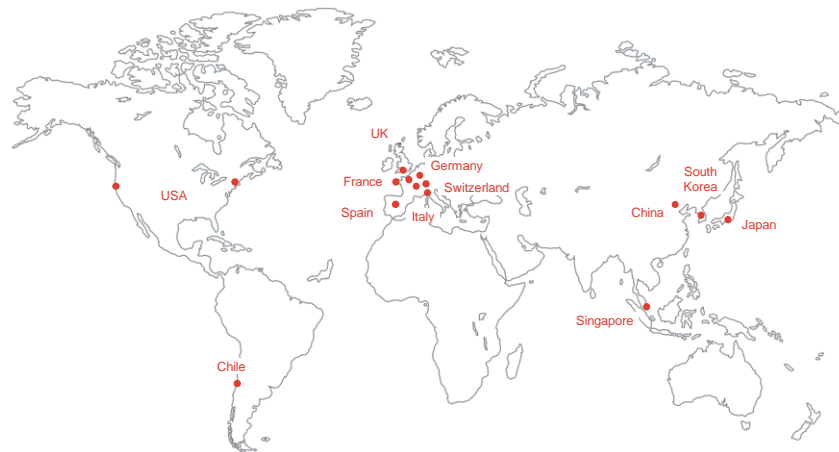 UK
Germany
South
Korea
France
Switzerland
USA
Spain
Italy
China
Japan
Singapore
Chile